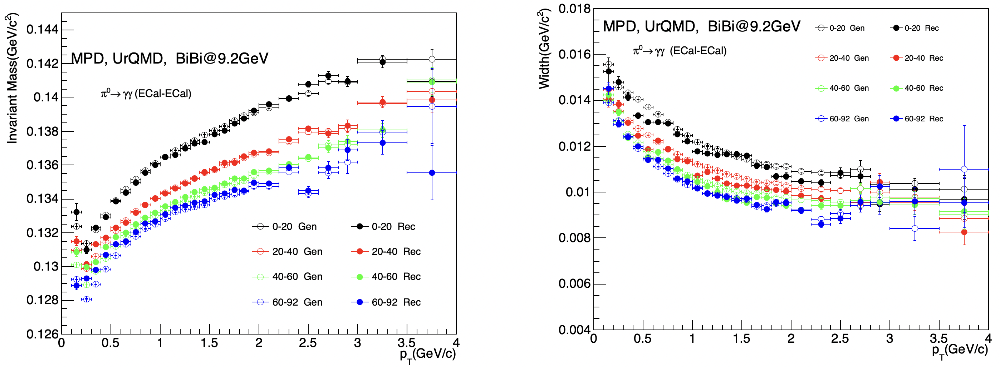 Invariant Mass(GeV/c²)
0.144
0.142
0.14
0.138
0.136
0.134
0.132
0.13
0.128
0.126
MPD, UrQMD, BiBi@9.2GeV
π⁰→γγ (ECal-ECal)
0-20 Gen 0-20 Rec
20-40 Gen 20-40 Rec
40-60 Gen 40-60 Rec
60-92 Gen 60-92 Rec
0 0.5 1 1.5 2 2.5 3 3.5 4
p_T(GeV/c)
Width(GeV/c²)
0.018
0.016
0.014
0.012
0.01
0.008
0.006
0.004
MPD, UrQMD, BiBi@9.2GeV
π⁰→γγ (ECal-ECal)
0-20 Gen 0-20 Rec
20-40 Gen 20-40 Rec
40-60 Gen 40-60 Rec
60-92 Gen 60-92 Rec
0 0.5 1 1.5 2 2.5 3 3.5 4
p_T(GeV/c)